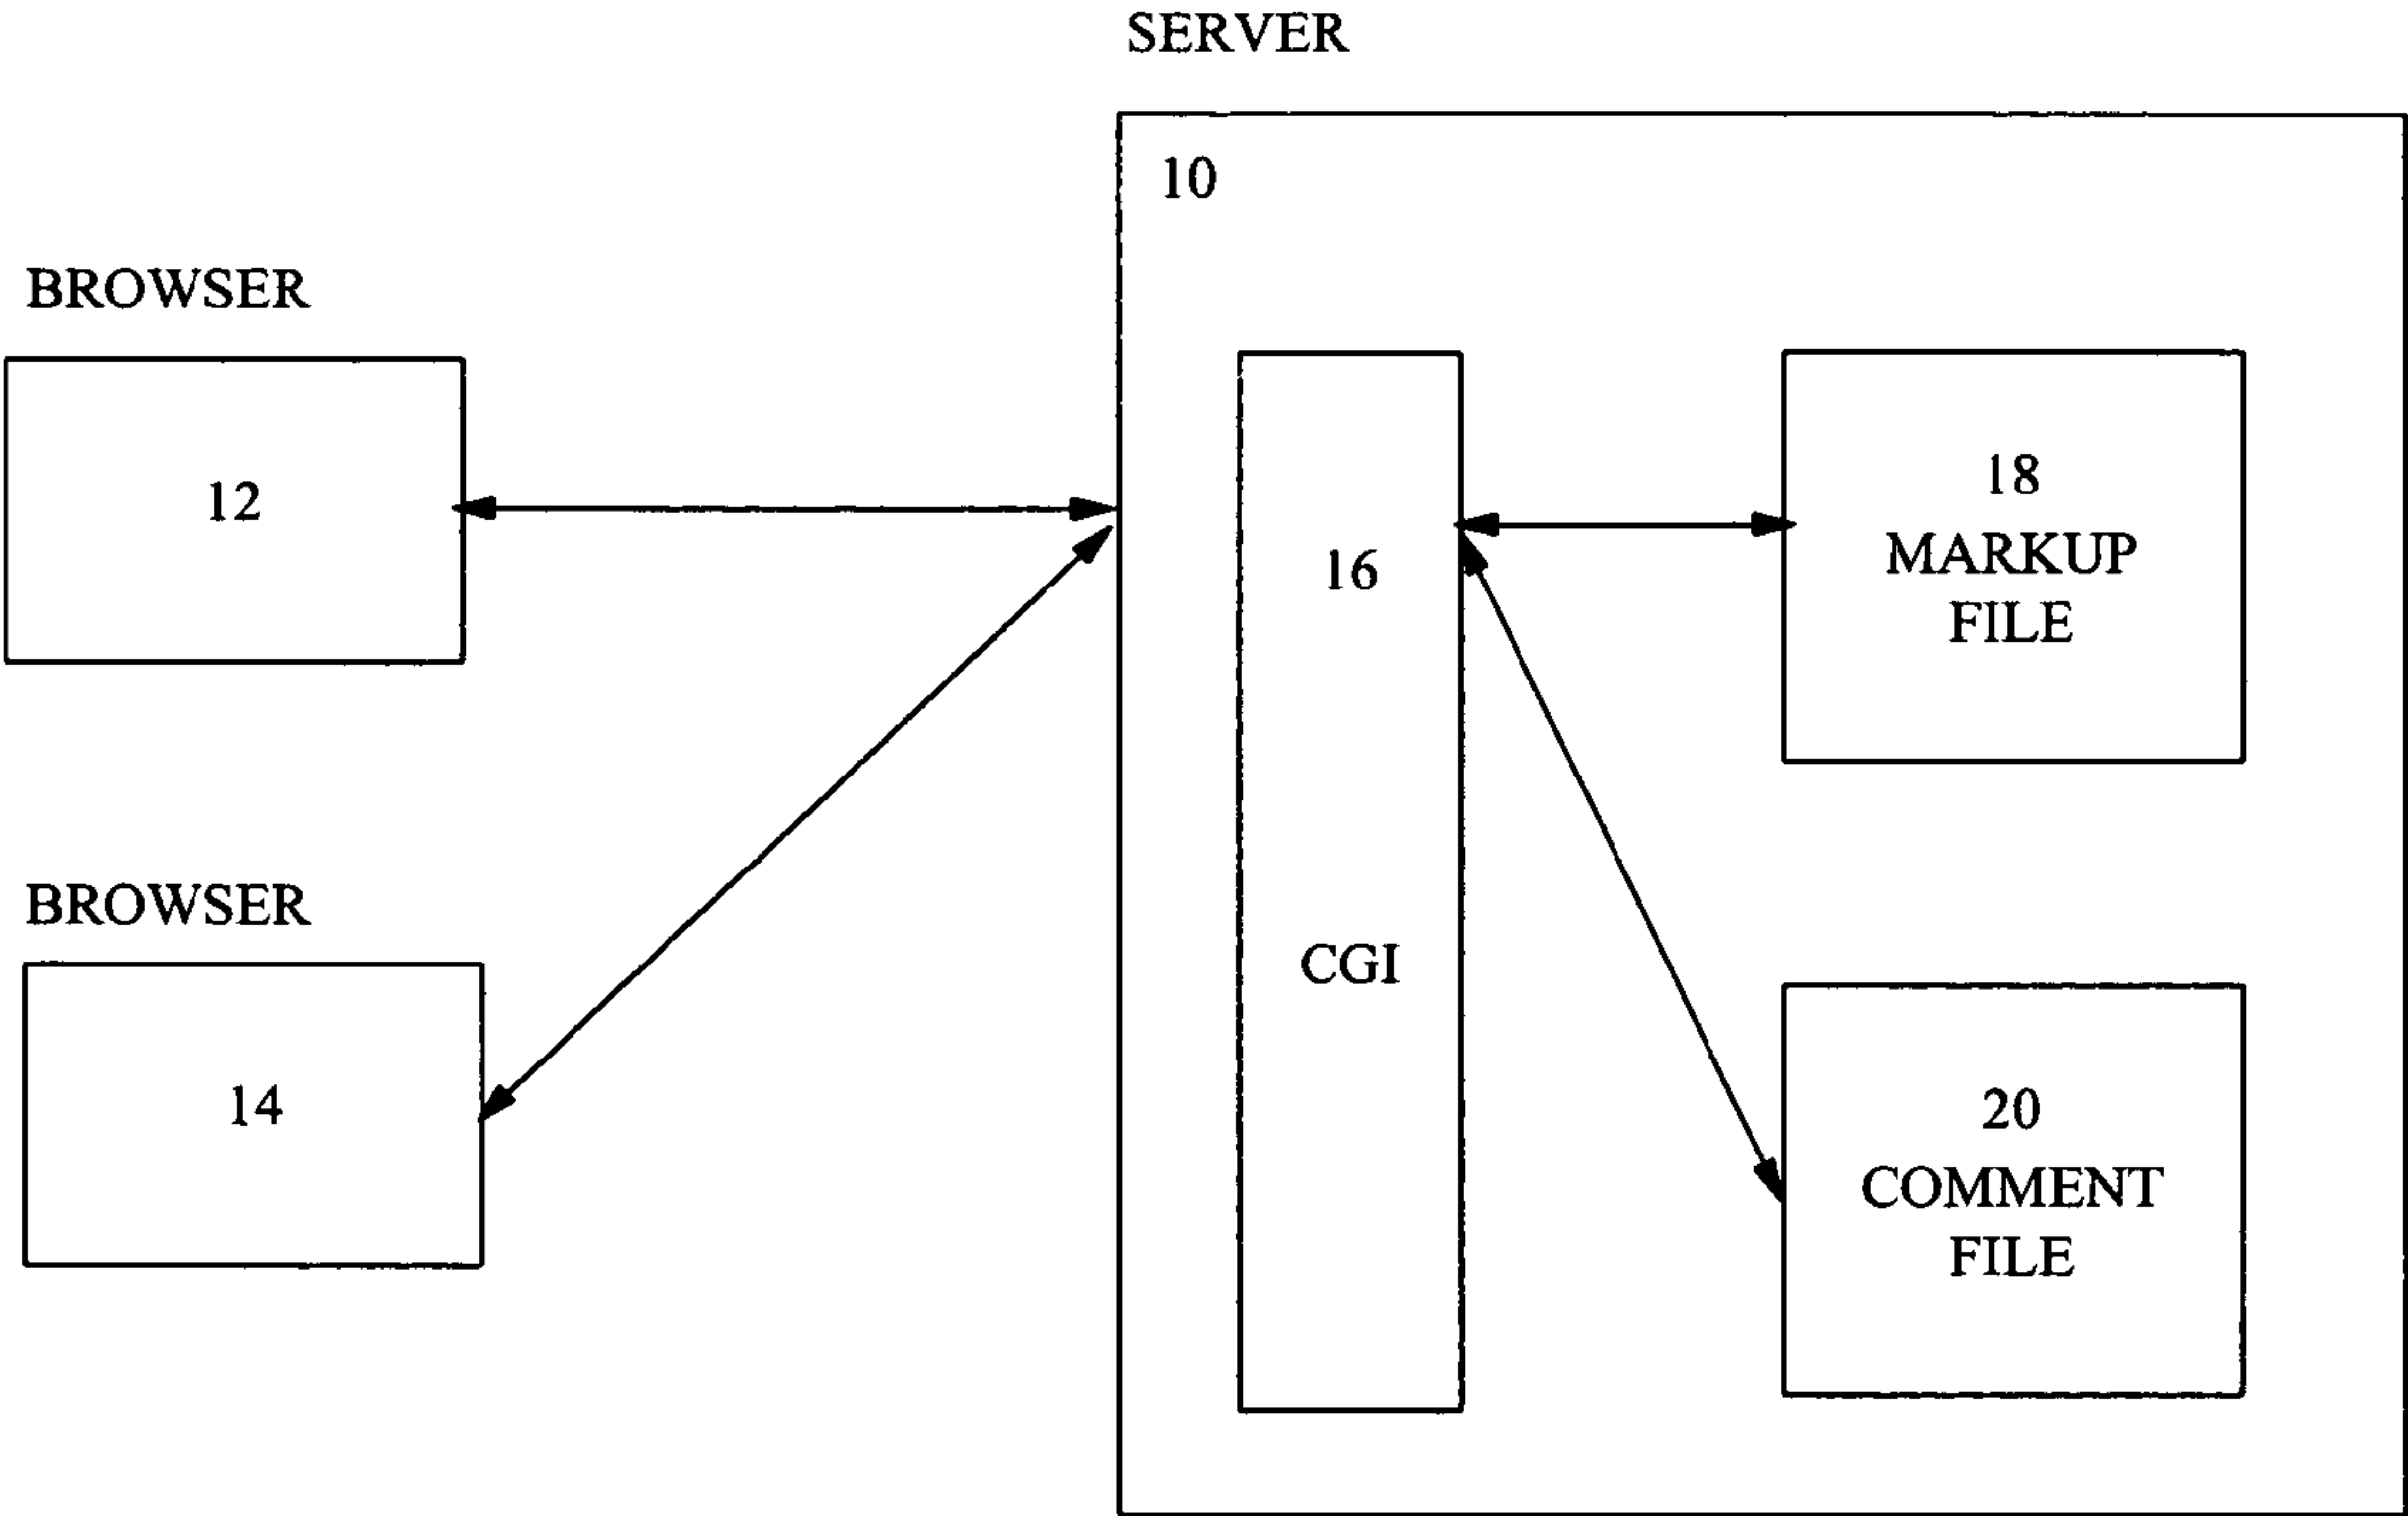 SERVER
10
BROWSER
12
16
CGI
18
MARKUP
FILE
BROWSER
14
20
COMMENT
FILE